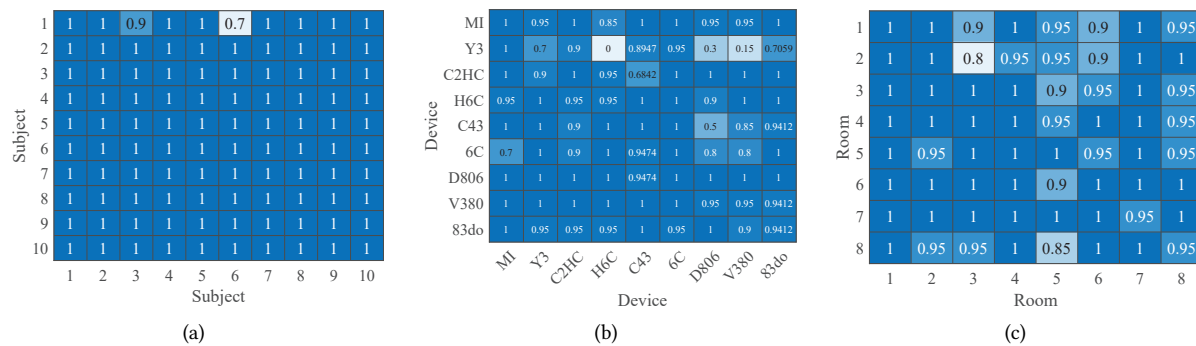 1 1 1 0.9 1 1 0.7 1 1 1 1
2 1 1 1 1 1 1 1 1 1 1
3 1 1 1 1 1 1 1 1 1 1
4 1 1 1 1 1 1 1 1 1 1
5 1 1 1 1 1 1 1 1 1 1
6 1 1 1 1 1 1 1 1 1 1
7 1 1 1 1 1 1 1 1 1 1
8 1 1 1 1 1 1 1 1 1 1
9 1 1 1 1 1 1 1 1 1 1
10 1 1 1 1 1 1 1 1 1 1
Subject
1 2 3 4 5 6 7 8 9 10
Subject
(a)
MI 1 0.95 1 0.85 1 1 0.95 0.95 1
Y3 1 0.7 0.9 0 0.8947 0.95 0.3 0.15 0.7059
C2HC 1 0.9 1 0.95 0.6842 1 1 1 1
H6C 0.95 1 0.95 0.95 1 1 0.9 1 1
C43 1 1 0.9 1 1 1 0.5 0.85 0.9412
6C 0.7 1 0.9 1 0.9474 1 0.8 0.8 1
D806 1 1 1 1 0.9474 1 1 1 1
V380 1 1 1 1 1 1 0.95 0.95 0.9412
83do 1 0.95 0.95 0.95 1 0.95 1 0.9 0.9412
Device
MI Y3 C2HC H6C C43 6C D806 V380 83do
Device
(b)
1 1 1 0.9 1 0.95 0.9 1 0.95
2 1 1 0.8 0.95 0.95 0.9 1 1
3 1 1 1 1 0.9 0.95 1 0.95
4 1 1 1 1 0.95 1 1 0.95
5 1 0.95 1 1 1 0.95 1 0.95
6 1 1 1 1 0.9 1 1 1
7 1 1 1 1 1 1 0.95 1
8 1 0.95 0.95 1 0.85 1 1 0.95
Room
1 2 3 4 5 6 7 8
Room
(c)